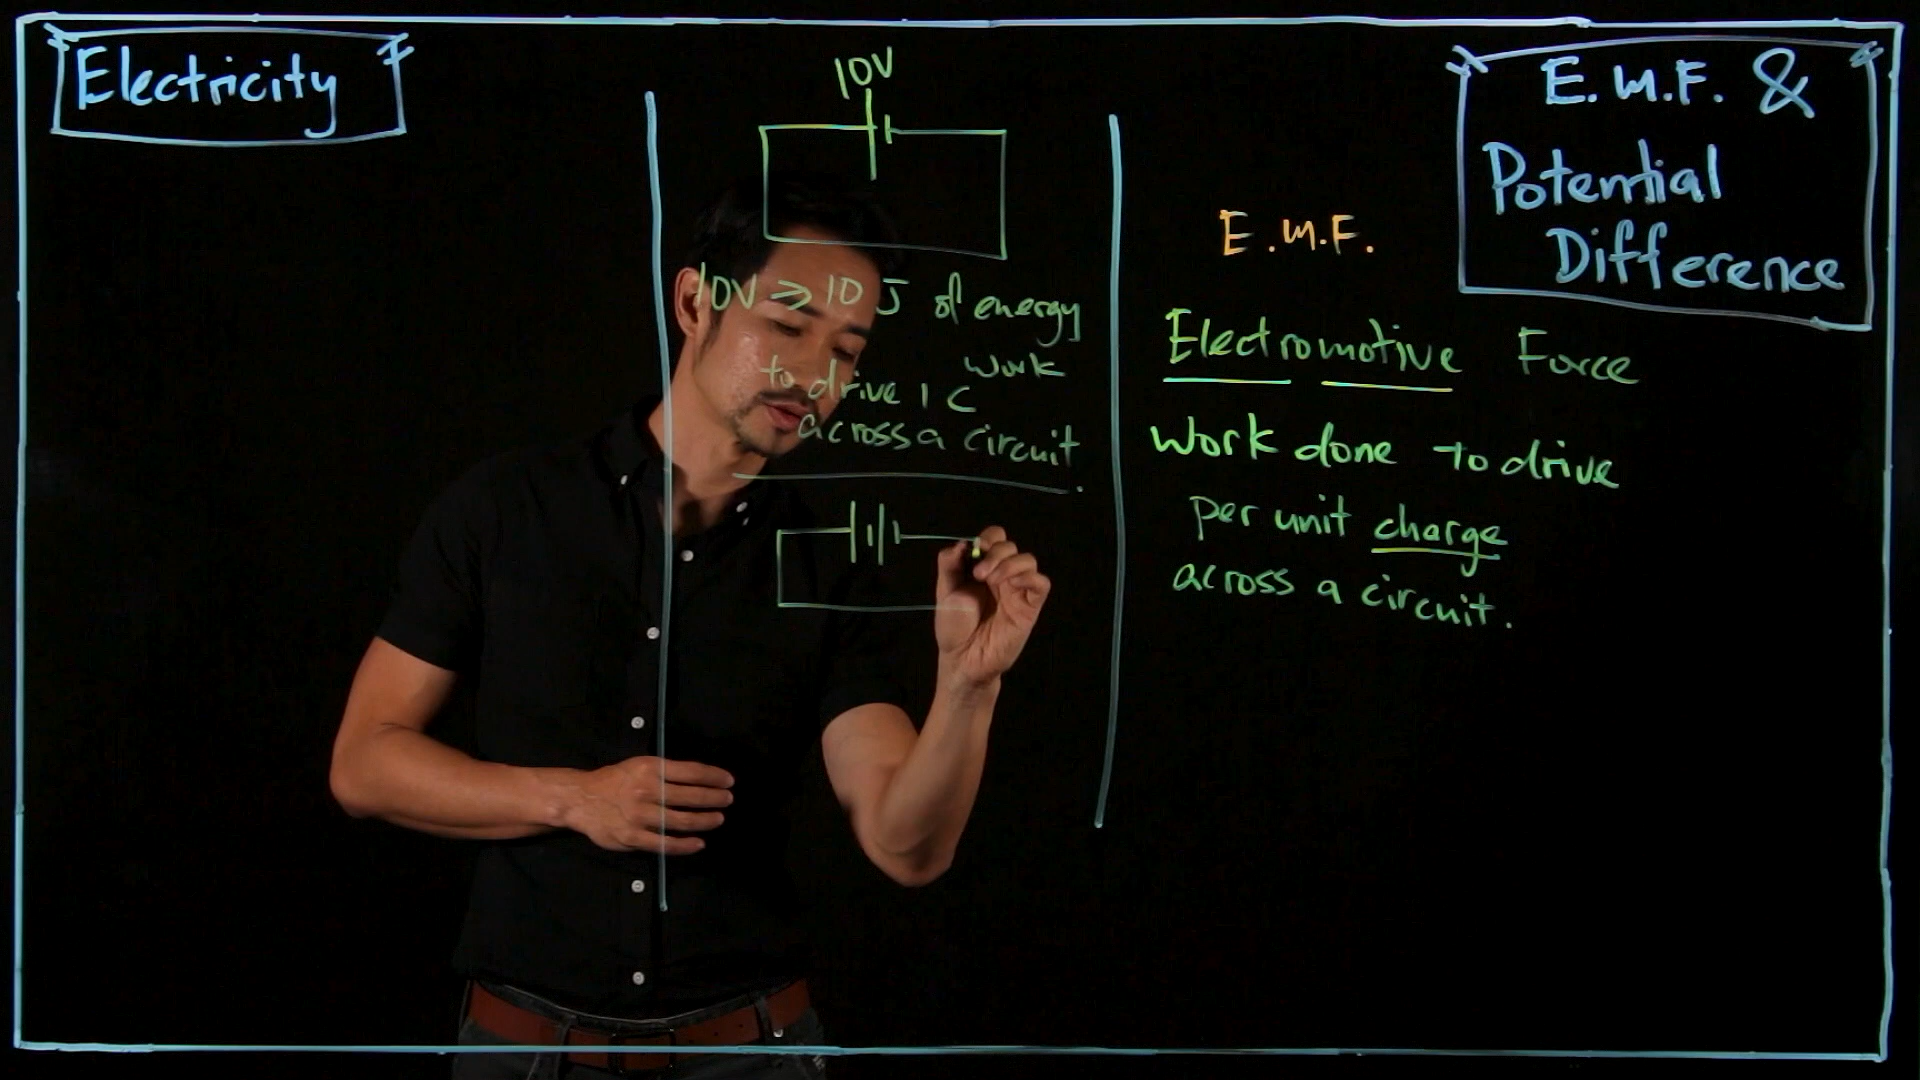 Electricity
10V
10V => 10 J of energy
work
to drive 1 C
across a circuit
E.M.F. &
Potential
Difference
E.M.F.
Electromotive Force
Work done to drive
per unit charge
across a circuit.